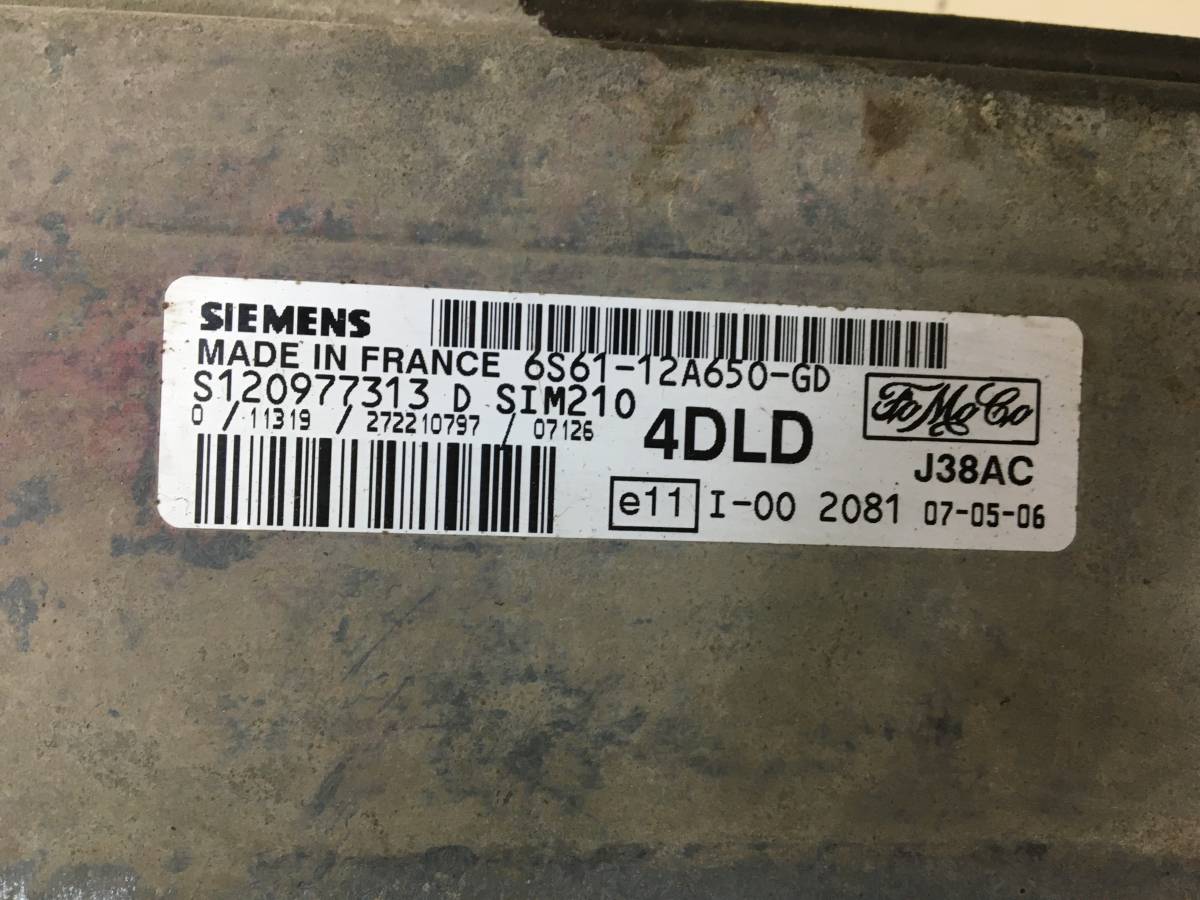 SIEMENS
MADE IN FRANCE 6S61-12A650-GD
S120977313 D SIM210
0 / 11319 / 272210797 / 07126
4DLD
FoMoCo
J38AC
e11 I-00 2081 07-05-06